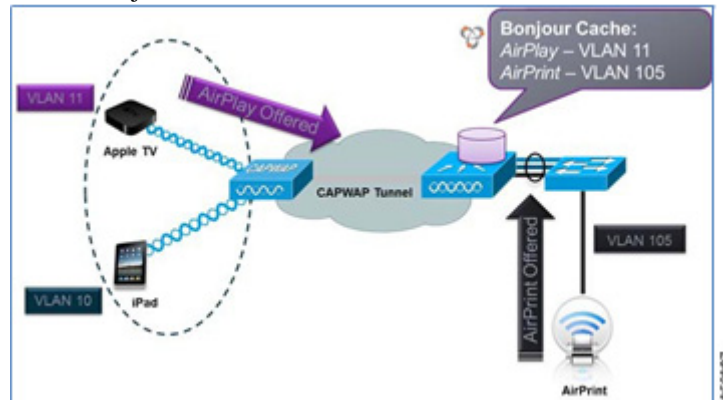 Bonjour Cache:
AirPlay – VLAN 11
AirPrint – VLAN 105
VLAN 11
AirPlay Offered
Apple TV
CAPWAP
CAPWAP Tunnel
VLAN 10
iPad
AirPrint Offered
VLAN 105
AirPrint